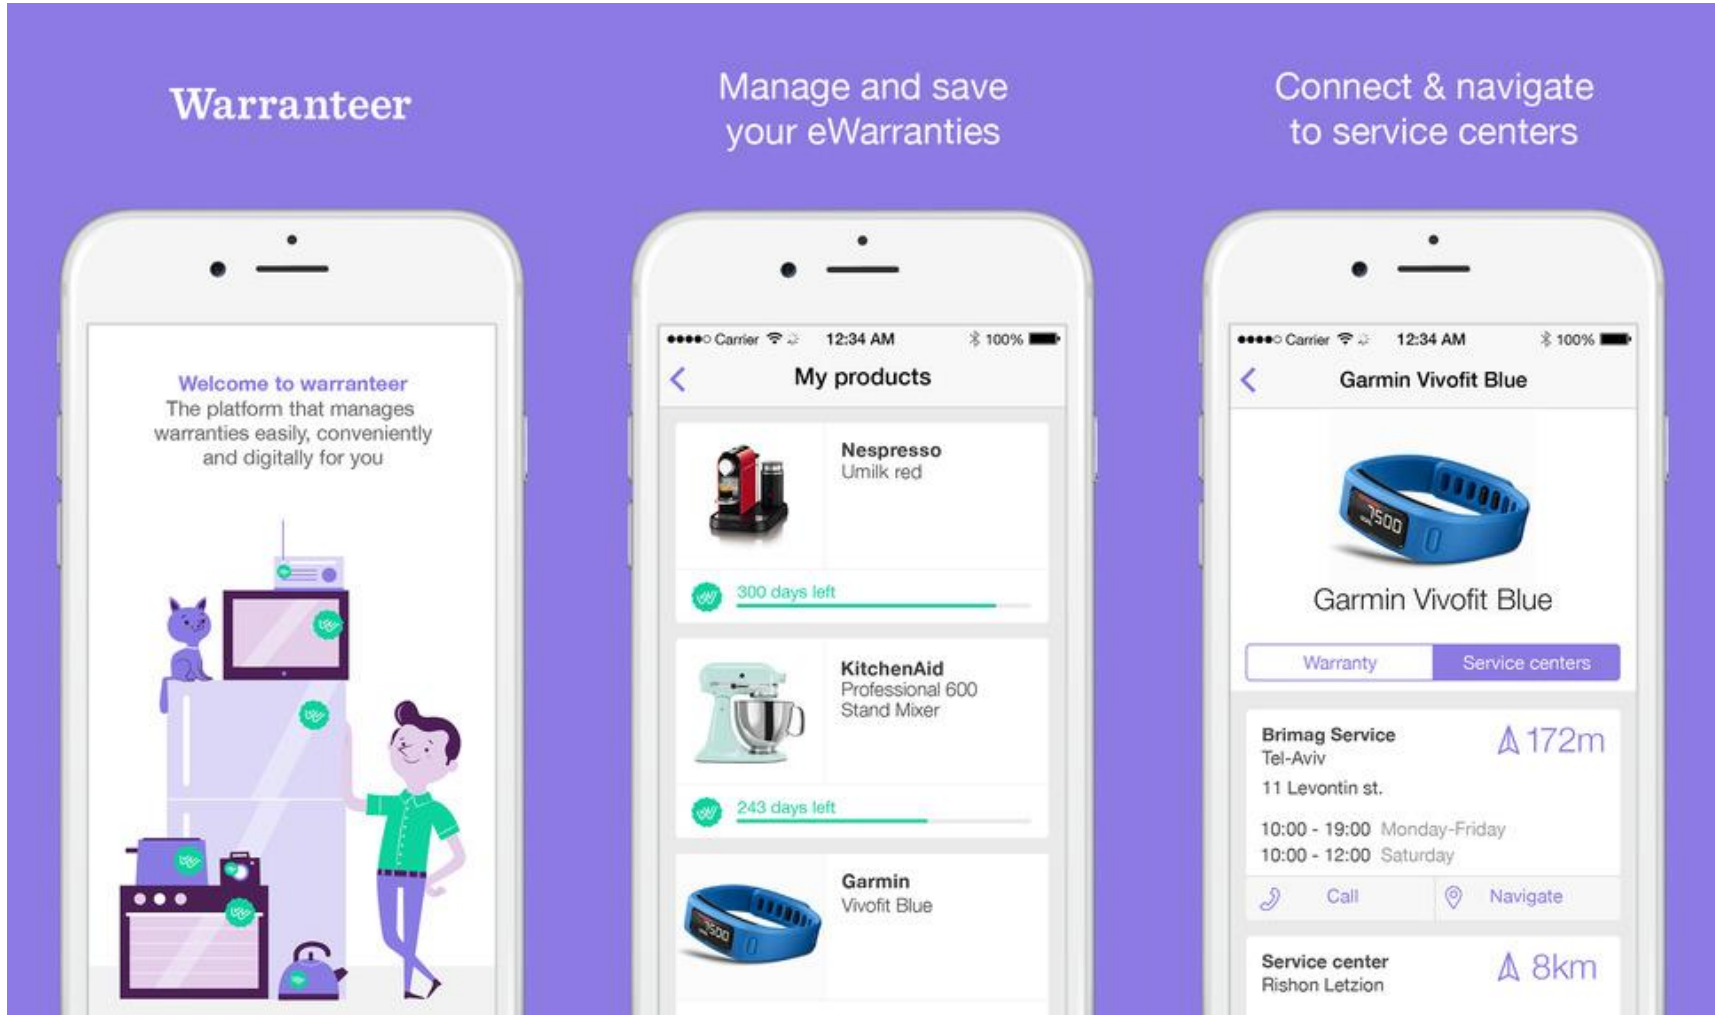 Warranteer
Welcome to warranteer
The platform that manages
warranties easily, conveniently
and digitally for you
Manage and save
your eWarranties
Carrier 12:34 AM 100%
My products
Nespresso
Umilk red
300 days left
KitchenAid
Professional 600
Stand Mixer
243 days left
7500
Garmin
Vivofit Blue
Connect & navigate
to service centers
Carrier 12:34 AM 100%
Garmin Vivofit Blue
7500
Garmin Vivofit Blue
Warranty Service centers
Brimag Service 172m
Tel-Aviv
11 Levontin st.
10:00 - 19:00 Monday-Friday
10:00 - 12:00 Saturday
Call Navigate
Service center 8km
Rishon Letzion